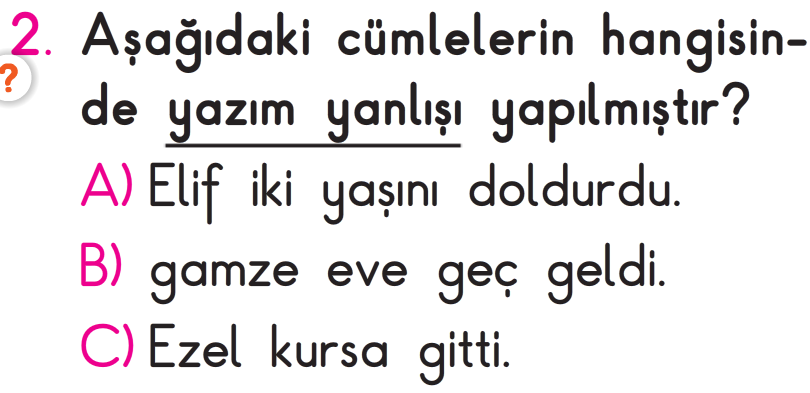 2. Aşağıdaki cümlelerin hangisin-
?
de yazım yanlışı yapılmıştır?
A) Elif iki yaşını doldurdu.
B) gamze eve geç geldi.
C) Ezel kursa gitti.